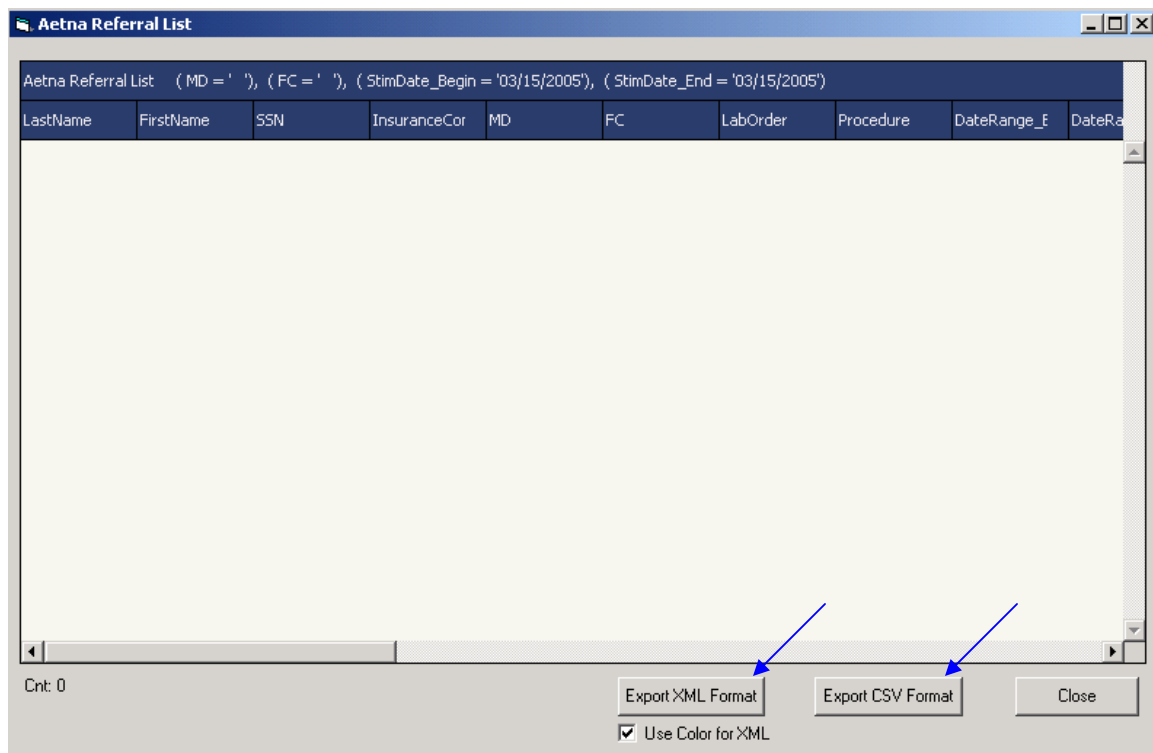 Aetna Referral List
Aetna Referral List ( MD = ' '), ( FC = ' '), ( StimDate_Begin = '03/15/2005'), ( StimDate_End = '03/15/2005')
LastName FirstName SSN InsuranceCor MD FC LabOrder Procedure DateRange_E DateRa
Cnt: 0
Export XML Format Export CSV Format Close
Use Color for XML